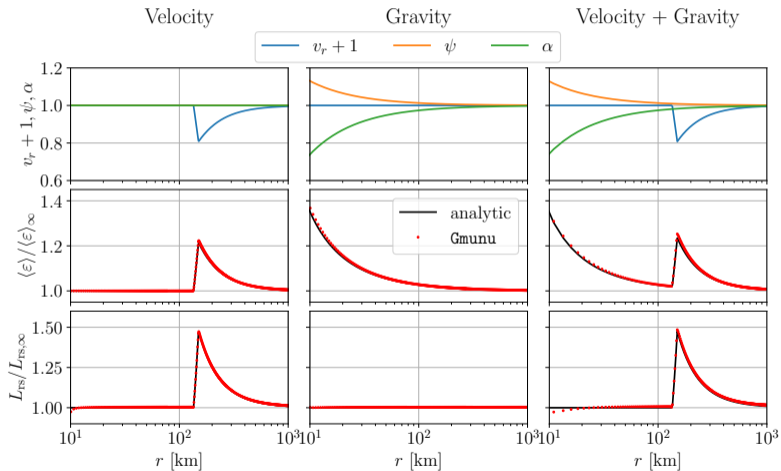 Velocity Gravity Velocity + Gravity
v_r + 1 ψ α
v_r + 1, ψ, α
1.2
1.0
0.8
0.6
⟨ε⟩/⟨ε⟩_∞
1.4
1.2
1.0
analytic
Gmunu
L_rs/L_rs,∞
1.50
1.25
1.00
10^1 10^2 10^3 10^1 10^2 10^3 10^1 10^2 10^3
r [km] r [km] r [km]